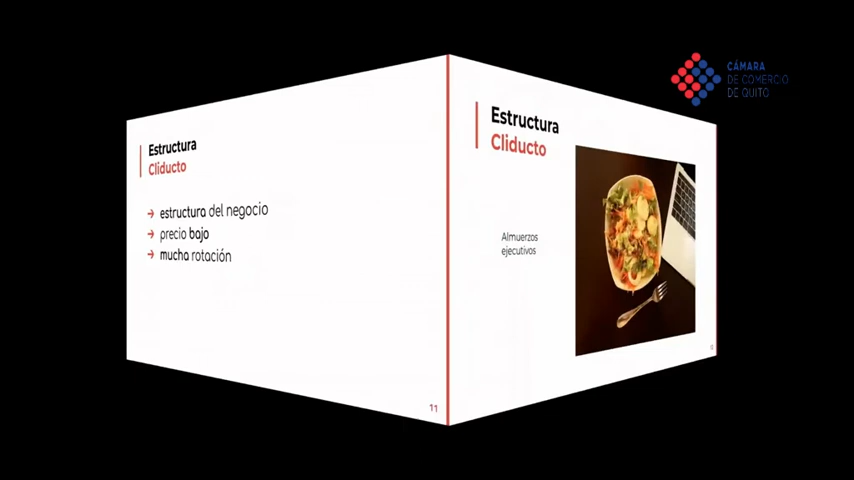 CÁMARA
DE COMERCIO
DE QUITO
Estructura
Cliducto
→ estructura del negocio
→ precio bajo
→ mucha rotación
11
Estructura
Cliducto
Almuerzos
ejecutivos